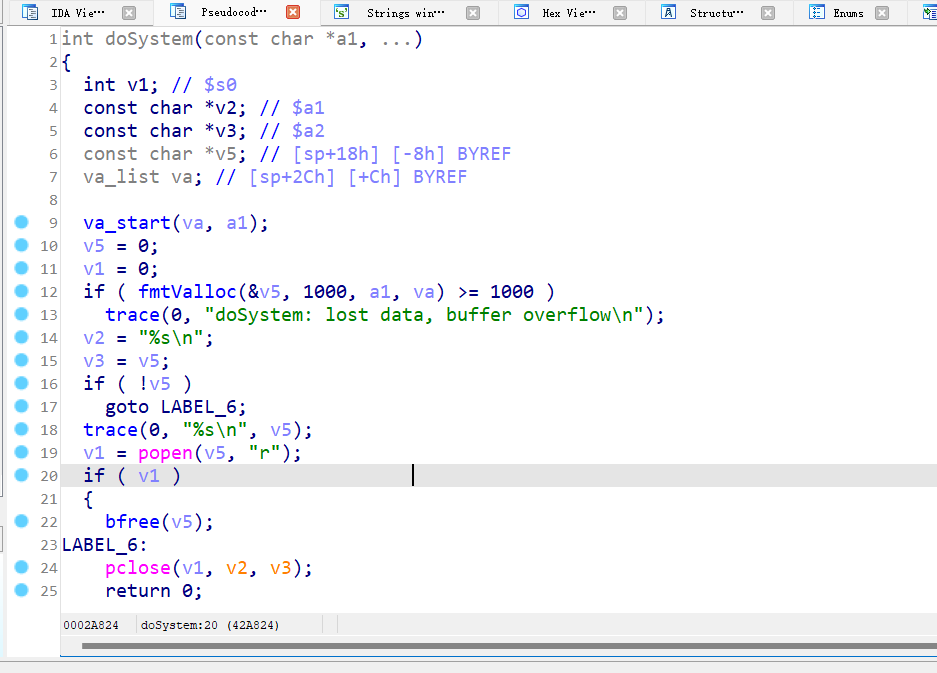 IDA Vie···
Pseudocod···
Strings win···
Hex Vie···
Structu···
Enums
1 int doSystem(const char *a1, ...)
2 {
3 int v1; // $s0
4 const char *v2; // $a1
5 const char *v3; // $a2
6 const char *v5; // [sp+18h] [-8h] BYREF
7 va_list va; // [sp+2Ch] [+Ch] BYREF
8
9 va_start(va, a1);
10 v5 = 0;
11 v1 = 0;
12 if ( fmtValloc(&v5, 1000, a1, va) >= 1000 )
13 trace(0, "doSystem: lost data, buffer overflow\n");
14 v2 = "%s\n";
15 v3 = v5;
16 if ( !v5 )
17 goto LABEL_6;
18 trace(0, "%s\n", v5);
19 v1 = popen(v5, "r");
20 if ( v1 )
21 {
22 bfree(v5);
23 LABEL_6:
24 pclose(v1, v2, v3);
25 return 0;
0002A824 doSystem:20 (42A824)